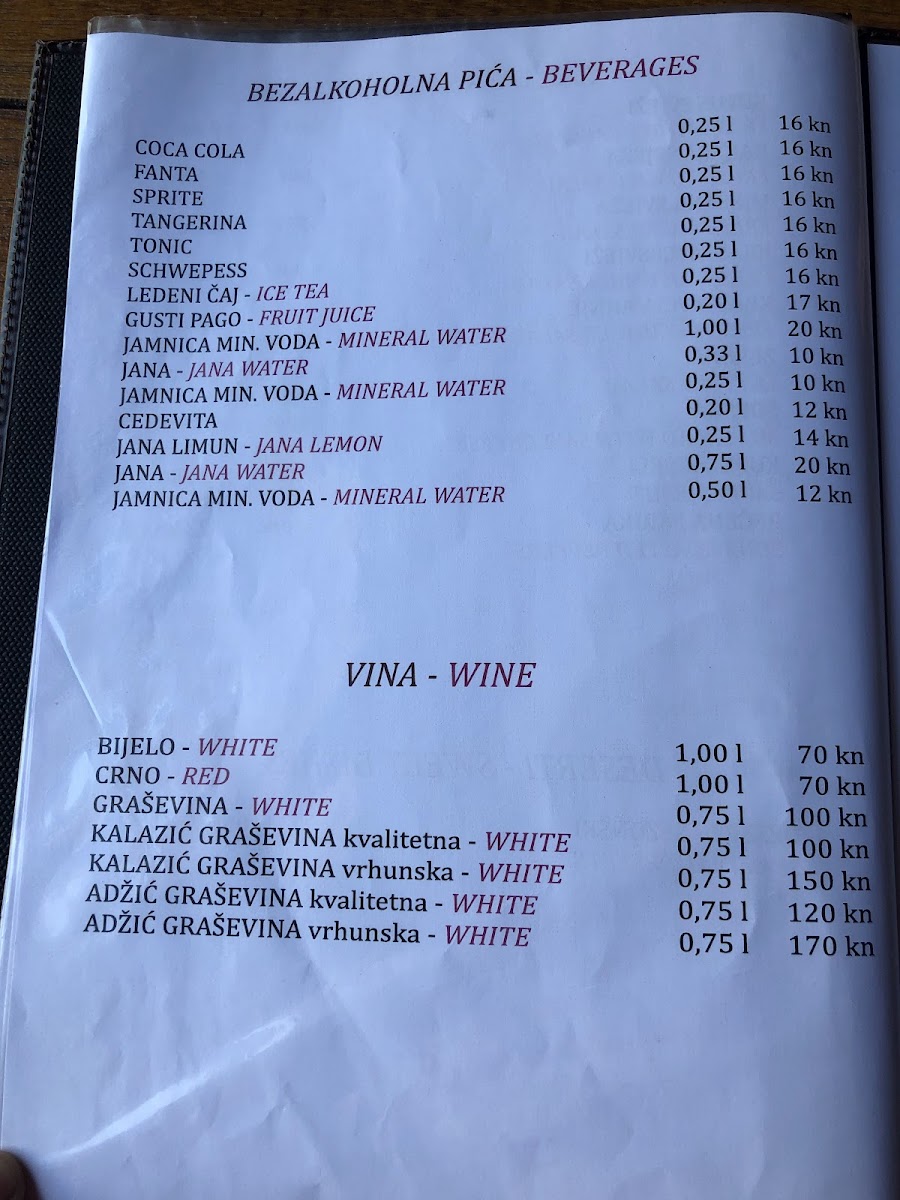 BEZALKOHOLNA PIĆA - BEVERAGES
COCA COLA 0,25 l 16 kn
FANTA 0,25 l 16 kn
SPRITE 0,25 l 16 kn
TANGERINA 0,25 l 16 kn
TONIC 0,25 l 16 kn
SCHWEPESS 0,25 l 16 kn
LEDENI ČAJ - ICE TEA 0,25 l 16 kn
GUSTI PAGO - FRUIT JUICE 0,20 l 17 kn
JAMNICA MIN. VODA - MINERAL WATER 1,00 l 20 kn
JANA - JANA WATER 0,33 l 10 kn
JAMNICA MIN. VODA - MINERAL WATER 0,25 l 10 kn
CEDEVITA 0,20 l 12 kn
JANA LIMUN - JANA LEMON 0,25 l 14 kn
JANA - JANA WATER 0,75 l 20 kn
JAMNICA MIN. VODA - MINERAL WATER 0,50 l 12 kn
VINA - WINE
BIJELO - WHITE 1,00 l 70 kn
CRNO - RED 1,00 l 70 kn
GRAŠEVINA - WHITE 0,75 l 100 kn
KALAZIĆ GRAŠEVINA kvalitetna - WHITE 0,75 l 100 kn
KALAZIĆ GRAŠEVINA vrhunska - WHITE 0,75 l 150 kn
ADŽIĆ GRAŠEVINA kvalitetna - WHITE 0,75 l 120 kn
ADŽIĆ GRAŠEVINA vrhunska - WHITE 0,75 l 170 kn